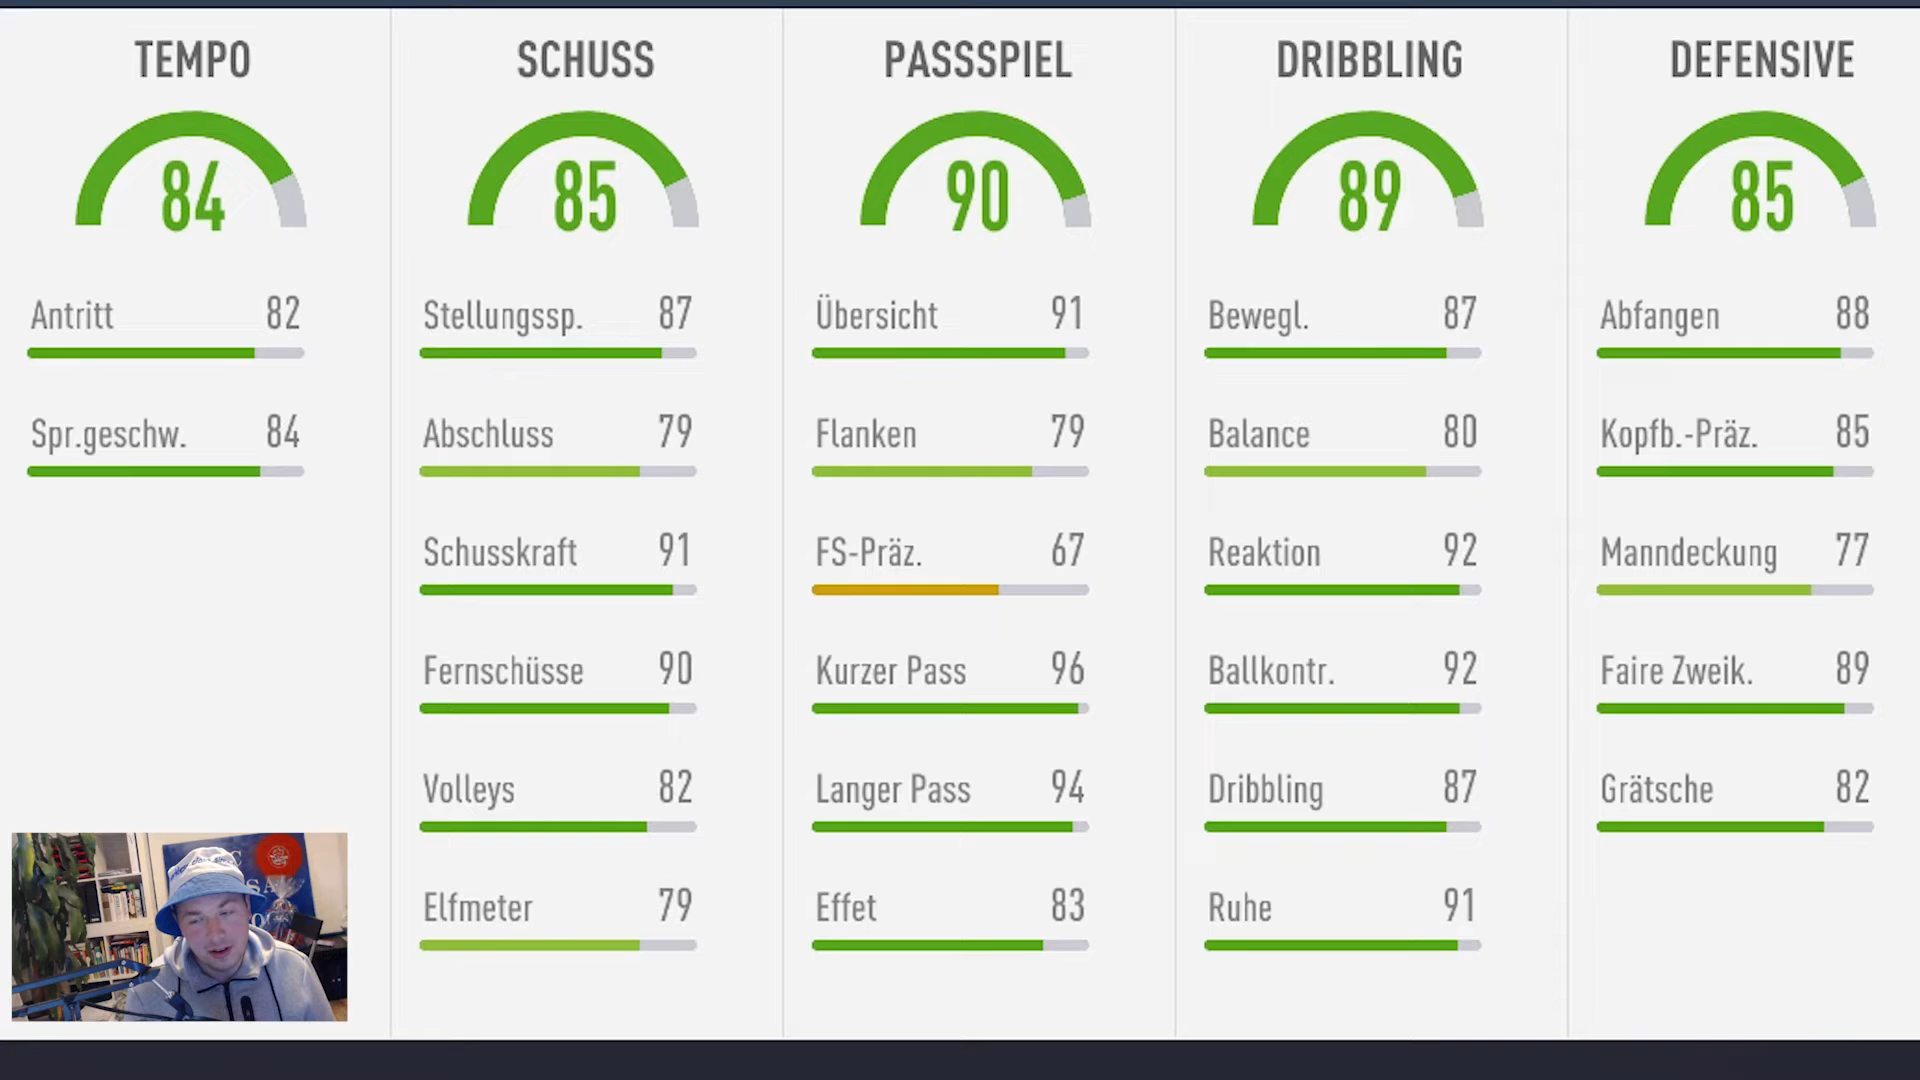 TEMPO
84
Antritt 82
Spr.geschw. 84
SCHUSS
85
Stellungssp. 87
Abschluss 79
Schusskraft 91
Fernschüsse 90
Volleys 82
Elfmeter 79
PASSSPIEL
90
Übersicht 91
Flanken 79
FS-Präz. 67
Kurzer Pass 96
Langer Pass 94
Effet 83
DRIBBLING
89
Bewegl. 87
Balance 80
Reaktion 92
Ballkontr. 92
Dribbling 87
Ruhe 91
DEFENSIVE
85
Abfangen 88
Kopfb.-Präz. 85
Manndeckung 77
Faire Zweik. 89
Grätsche 82